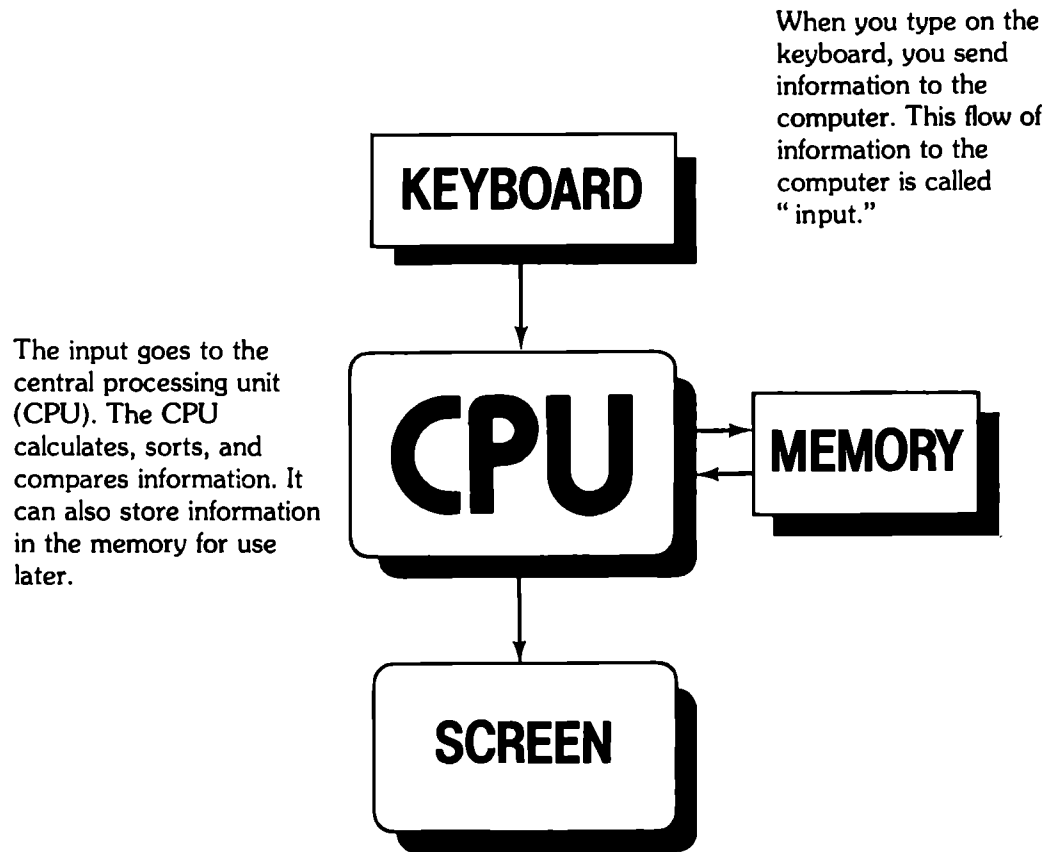 When you type on the
keyboard, you send
information to the
computer. This flow of
information to the
computer is called
“ input.”
KEYBOARD
The input goes to the
central processing unit
(CPU). The CPU
calculates, sorts, and
compares information. It
can also store information
in the memory for use
later.
CPU
MEMORY
SCREEN